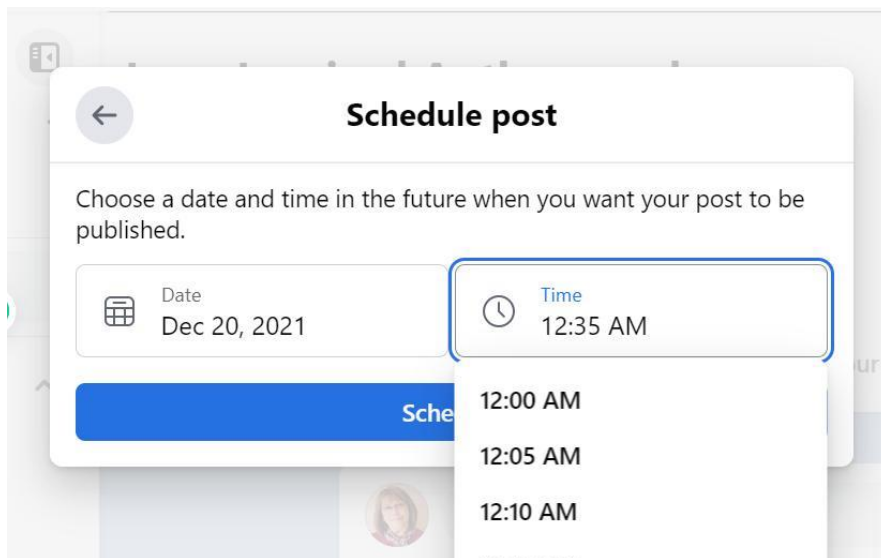 Schedule post
Choose a date and time in the future when you want your post to be
published.
Date
Dec 20, 2021
Time
12:35 AM
Sche
12:00 AM
12:05 AM
12:10 AM